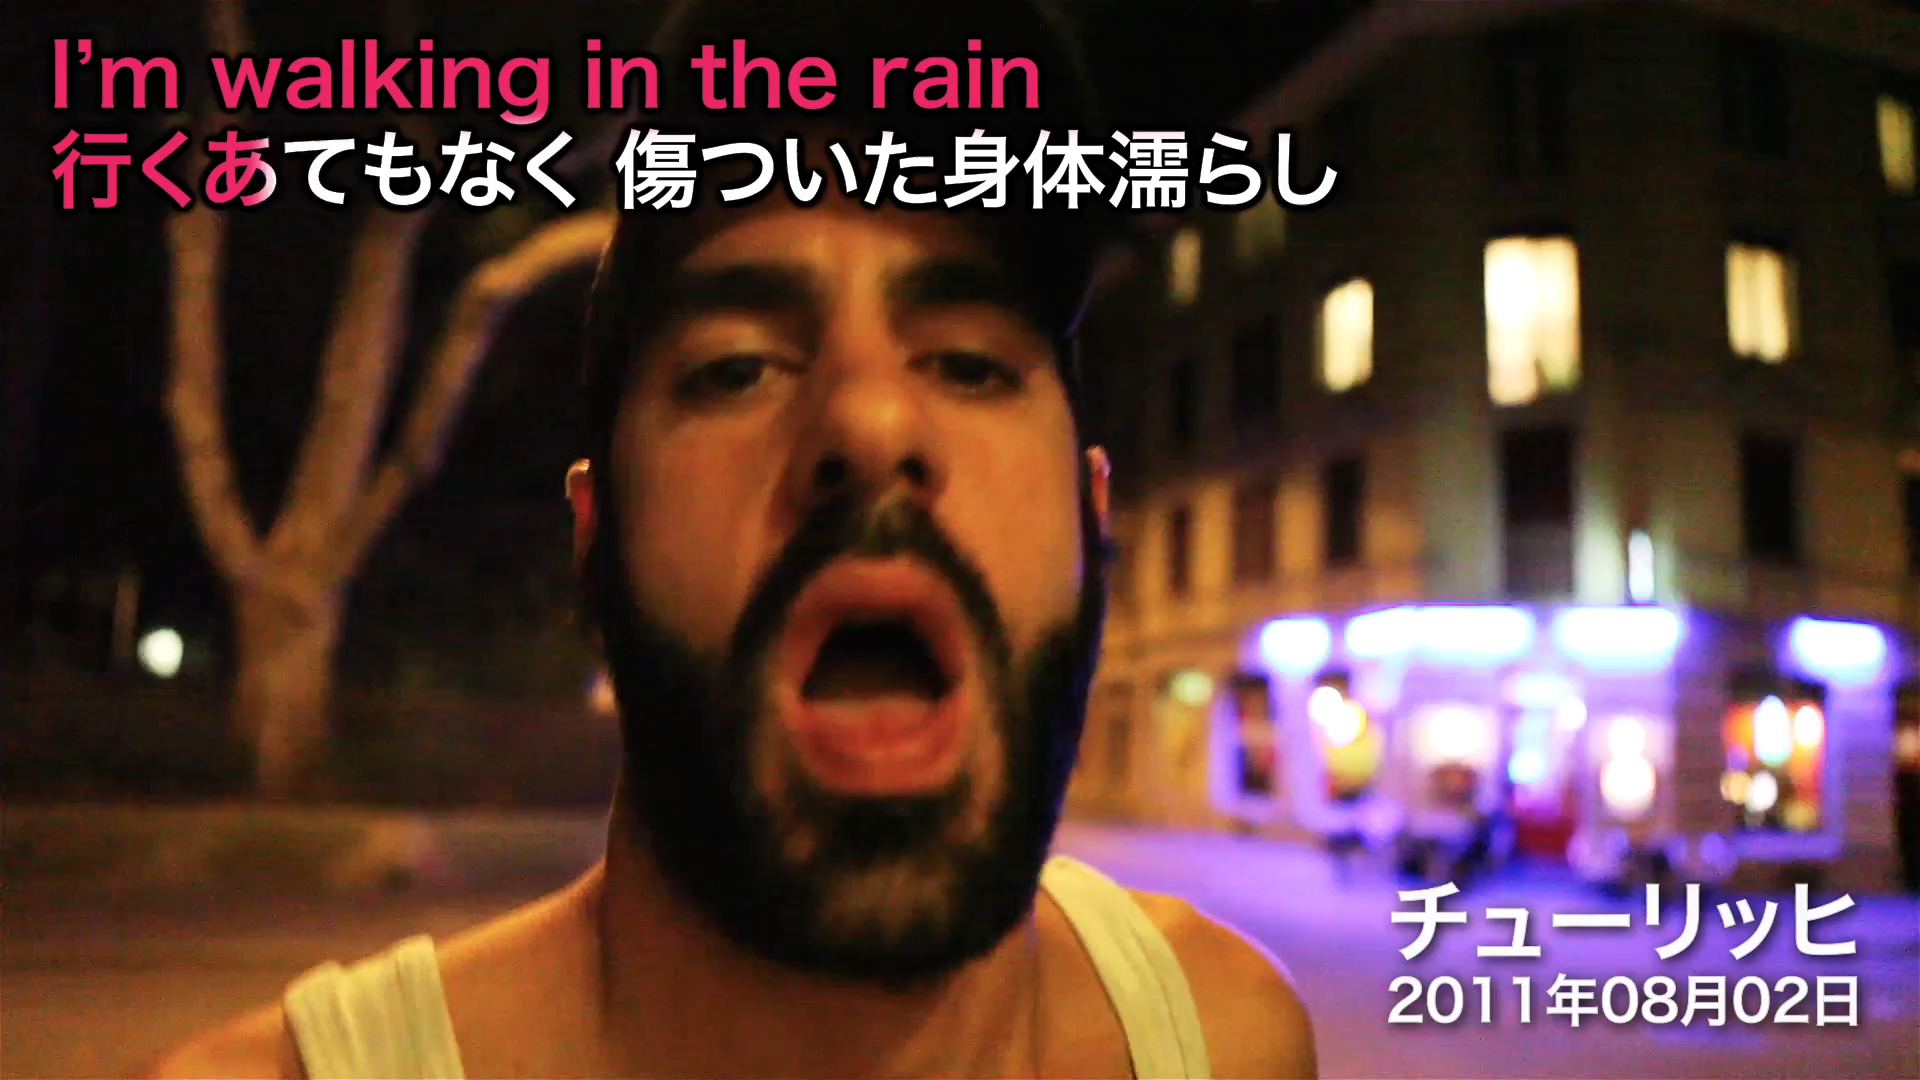 I'm walking in the rain
行くあてもなく 傷ついた身体濡らし
チューリッヒ
2011年08月02日